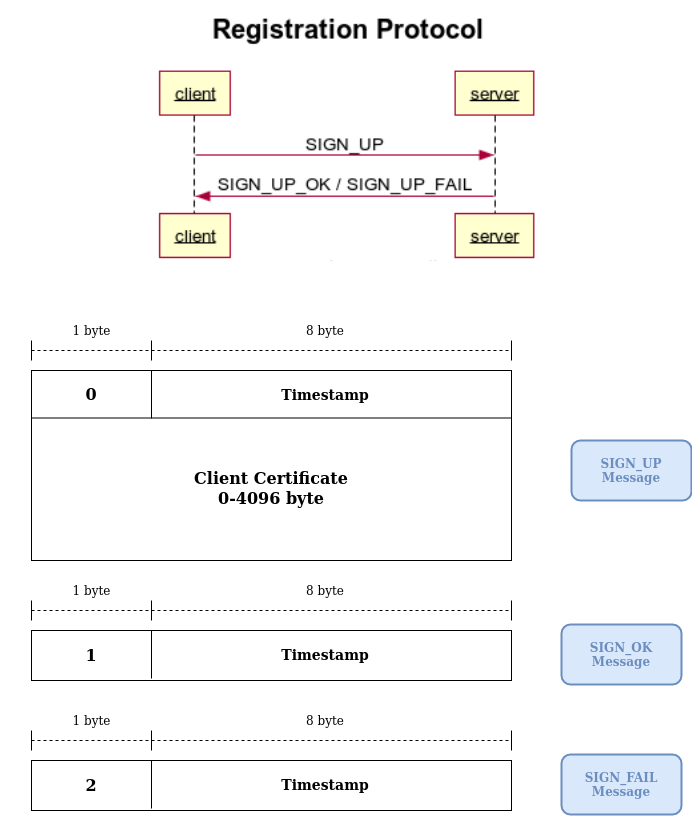 Registration Protocol
client
server
SIGN_UP
SIGN_UP_OK / SIGN_UP_FAIL
client
server
1 byte
8 byte
0
Timestamp
Client Certificate
0-4096 byte
SIGN_UP
Message
1 byte
8 byte
1
Timestamp
SIGN_OK
Message
1 byte
8 byte
2
Timestamp
SIGN_FAIL
Message